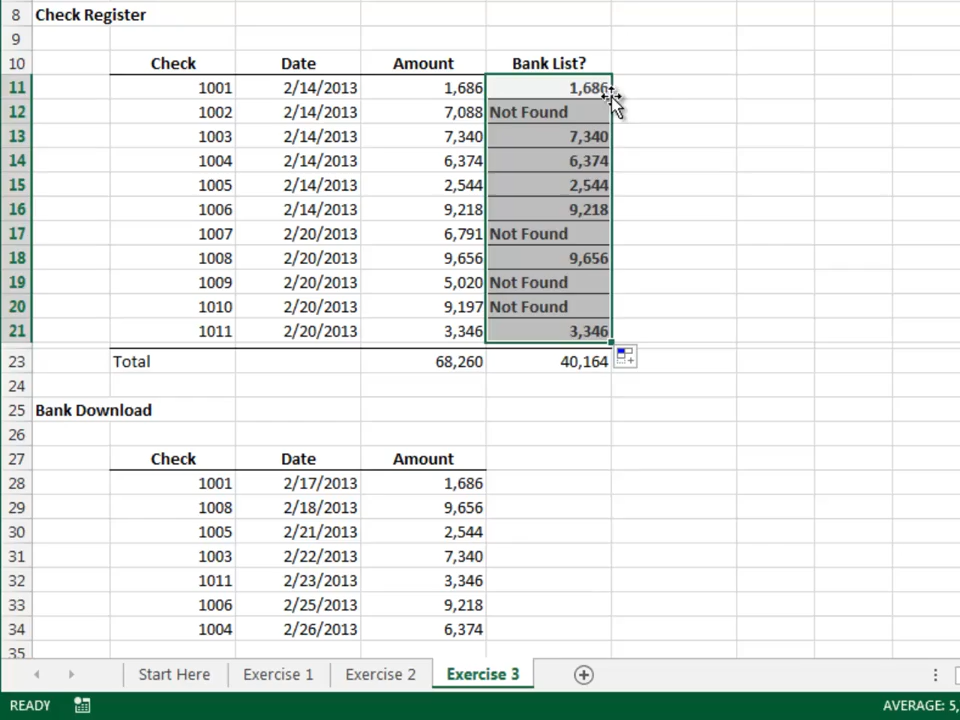 8 Check Register
9
10 Check Date Amount Bank List?
11 1001 2/14/2013 1,686 1,686
12 1002 2/14/2013 7,088 Not Found
13 1003 2/14/2013 7,340 7,340
14 1004 2/14/2013 6,374 6,374
15 1005 2/14/2013 2,544 2,544
16 1006 2/14/2013 9,218 9,218
17 1007 2/20/2013 6,791 Not Found
18 1008 2/20/2013 9,656 9,656
19 1009 2/20/2013 5,020 Not Found
20 1010 2/20/2013 9,197 Not Found
21 1011 2/20/2013 3,346 3,346
23 Total 68,260 40,164
24
25 Bank Download
26
27 Check Date Amount
28 1001 2/17/2013 1,686
29 1008 2/18/2013 9,656
30 1005 2/21/2013 2,544
31 1003 2/22/2013 7,340
32 1011 2/23/2013 3,346
33 1006 2/25/2013 9,218
34 1004 2/26/2013 6,374
35
Start Here Exercise 1 Exercise 2 Exercise 3
READY AVERAGE: 5,